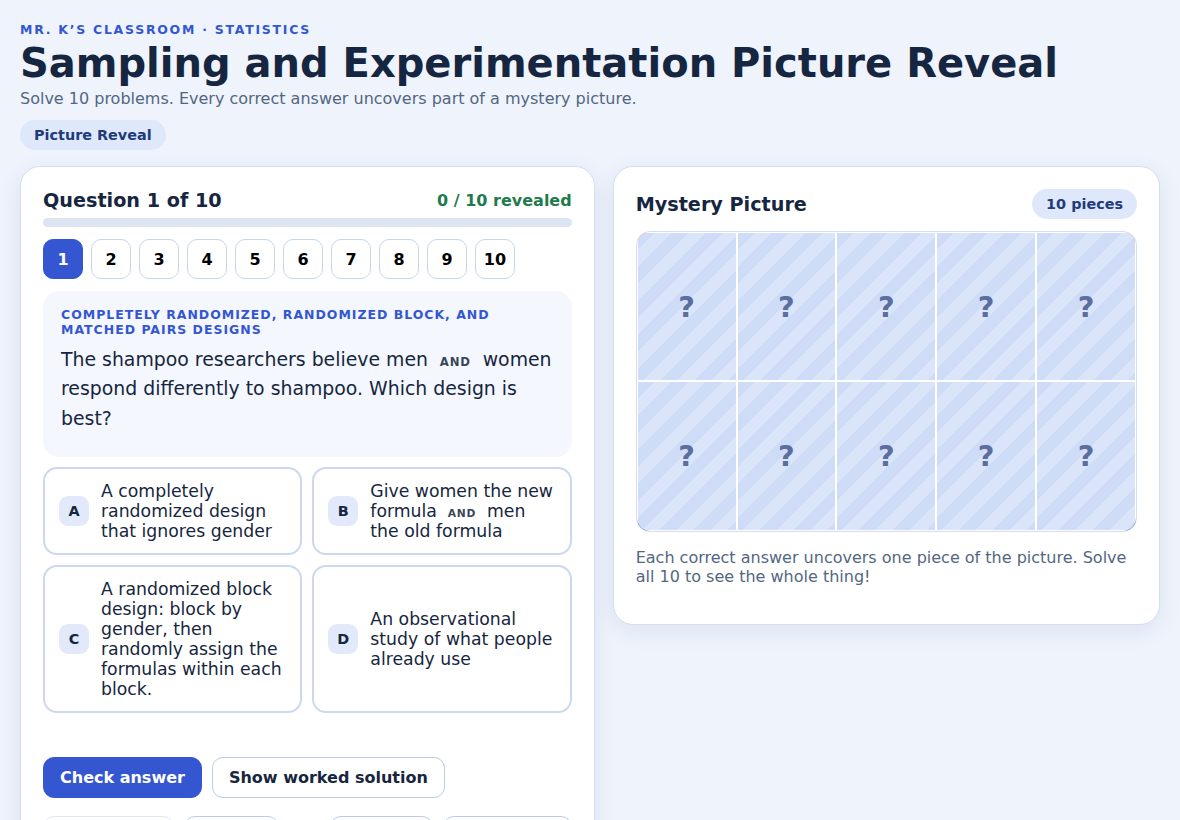 MR. K’S CLASSROOM · STATISTICS
Sampling and Experimentation Picture Reveal
Solve 10 problems. Every correct answer uncovers part of a mystery picture.
Picture Reveal
Question 1 of 10
0 / 10 revealed
1 2 3 4 5 6 7 8 9 10
COMPLETELY RANDOMIZED, RANDOMIZED BLOCK, AND
MATCHED PAIRS DESIGNS
The shampoo researchers believe men AND women
respond differently to shampoo. Which design is
best?
A
A completely
randomized design
that ignores gender
B
Give women the new
formula AND men
the old formula
C
A randomized block
design: block by
gender, then
randomly assign the
formulas within each
block.
D
An observational
study of what people
already use
Check answer
Show worked solution
Mystery Picture
10 pieces
? ? ? ? ?
? ? ? ? ?
Each correct answer uncovers one piece of the picture. Solve
all 10 to see the whole thing!